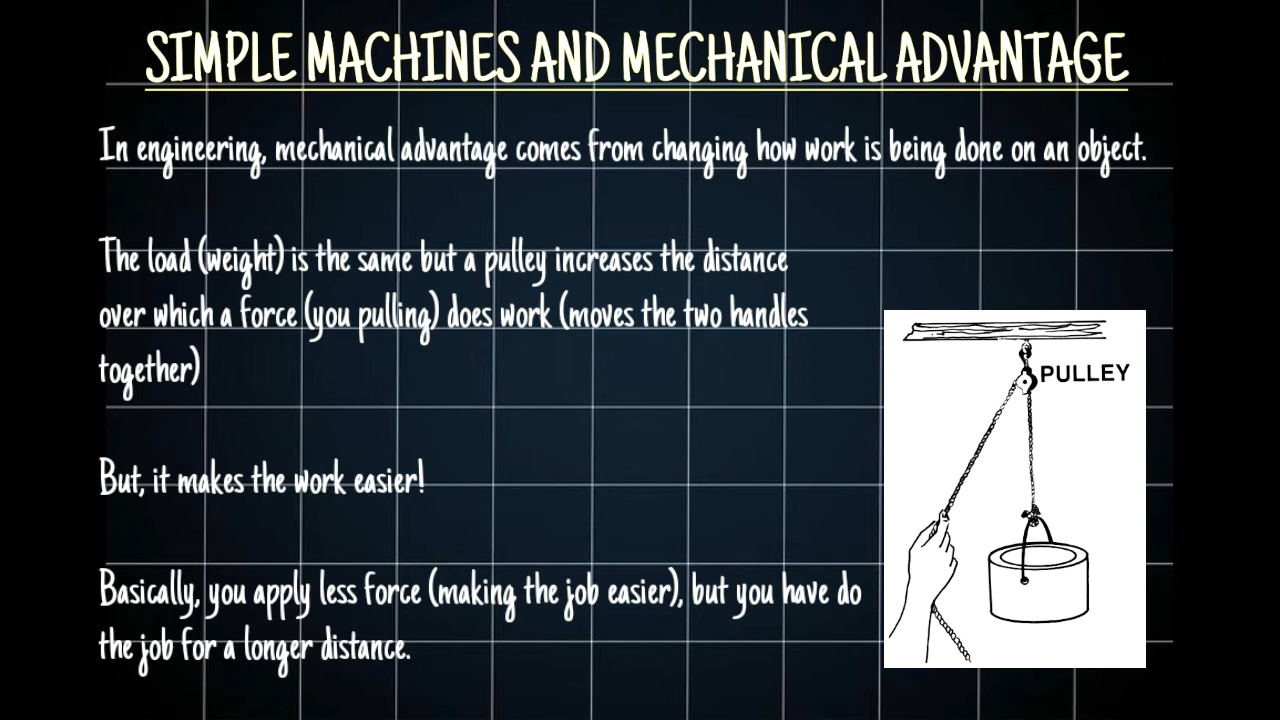 SIMPLE MACHINES AND MECHANICAL ADVANTAGE
In engineering, mechanical advantage comes from changing how work is being done on an object.
The load (weight) is the same but a pulley increases the distance
over which a force (you pulling) does work (moves the two handles
together)
PULLEY
But, it makes the work easier!
Basically, you apply less force (making the job easier), but you have do
the job for a longer distance.